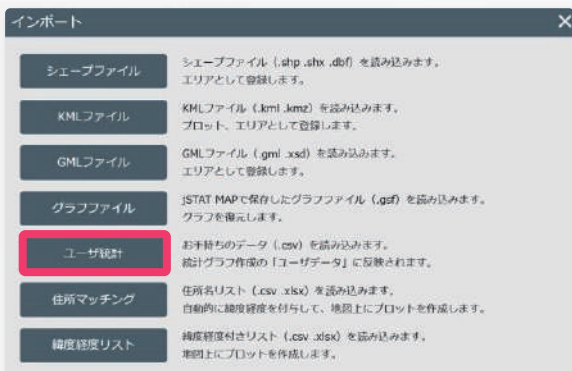 インポート ×
シェープファイル
シェープファイル（.shp .shx .dbf）を読み込みます。
エリアとして登録します。
KMLファイル
KMLファイル（.kml .kmz）を読み込みます。
プロット、エリアとして登録します。
GMLファイル
GMLファイル（.gml .xsd）を読み込みます。
エリアとして登録します。
グラフファイル
jSTAT MAPで保存したグラフファイル（.gsf）を読み込みます。
グラフを復元します。
ユーザ統計
お手持ちのデータ（.csv）を読み込みます。
統計グラフ作成の「ユーザデータ」に反映されます。
住所マッチング
住所名リスト（.csv .xlsx）を読み込みます。
自動的に緯度経度を付与して、地図上にプロットを作成します。
緯度経度リスト
緯度経度付きリスト（.csv .xlsx）を読み込みます。
地図上にプロットを作成します。